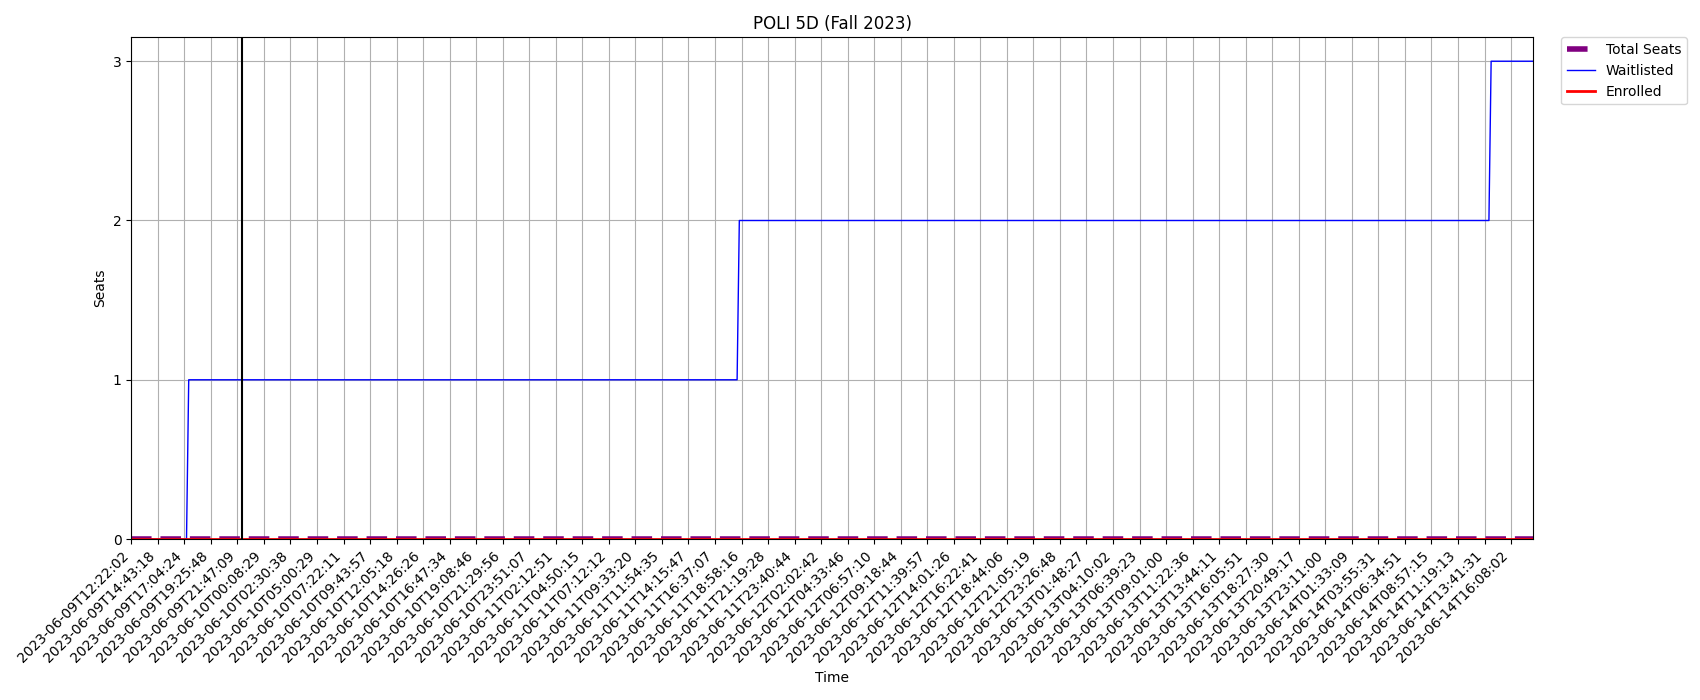 POLI 5D (Fall 2023)
Total Seats
Waitlisted
Enrolled
3
2
1
0
Seats
2023-06-09T12:22:02
2023-06-09T14:43:18
2023-06-09T17:04:24
2023-06-09T19:25:48
2023-06-09T21:47:09
2023-06-10T00:08:29
2023-06-10T02:30:38
2023-06-10T05:00:29
2023-06-10T07:22:11
2023-06-10T09:43:57
2023-06-10T12:05:18
2023-06-10T14:26:26
2023-06-10T16:47:34
2023-06-10T19:08:46
2023-06-10T21:29:56
2023-06-10T23:51:07
2023-06-11T02:12:51
2023-06-11T04:50:15
2023-06-11T07:12:12
2023-06-11T09:33:20
2023-06-11T11:54:35
2023-06-11T14:15:47
2023-06-11T16:37:07
2023-06-11T18:58:16
2023-06-11T21:19:28
2023-06-11T23:40:44
2023-06-12T02:02:42
2023-06-12T04:33:46
2023-06-12T06:57:10
2023-06-12T09:18:44
2023-06-12T11:39:57
2023-06-12T14:01:26
2023-06-12T16:22:41
2023-06-12T18:44:06
2023-06-12T21:05:19
2023-06-12T23:26:48
2023-06-13T01:48:27
2023-06-13T04:10:02
2023-06-13T06:39:23
2023-06-13T09:01:00
2023-06-13T11:22:36
2023-06-13T13:44:11
2023-06-13T16:05:51
2023-06-13T18:27:30
2023-06-13T20:49:17
2023-06-13T23:11:00
2023-06-14T01:33:09
2023-06-14T03:55:31
2023-06-14T06:34:51
2023-06-14T08:57:15
2023-06-14T11:19:13
2023-06-14T13:41:31
2023-06-14T16:08:02
Time